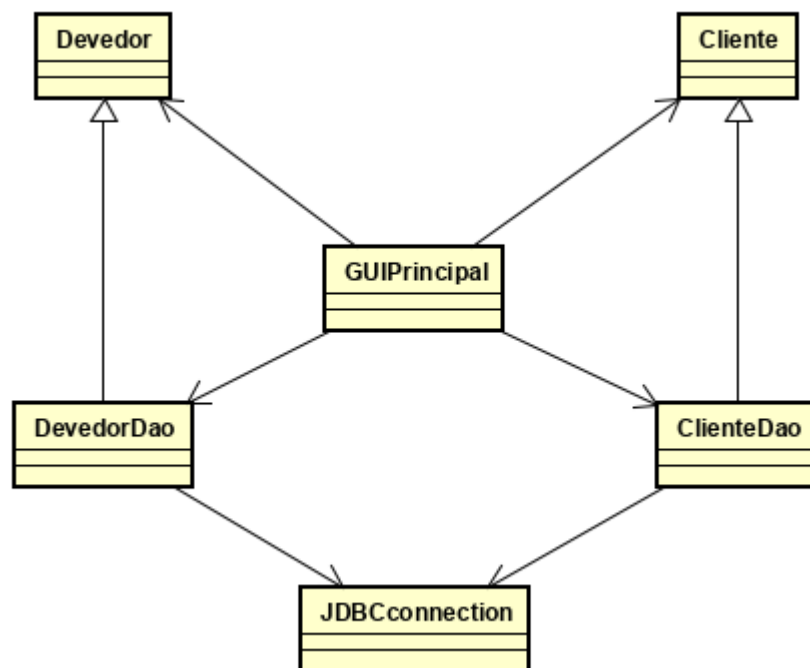 Devedor
Cliente
GUIPrincipal
DevedorDao
ClienteDao
JDBCconnection